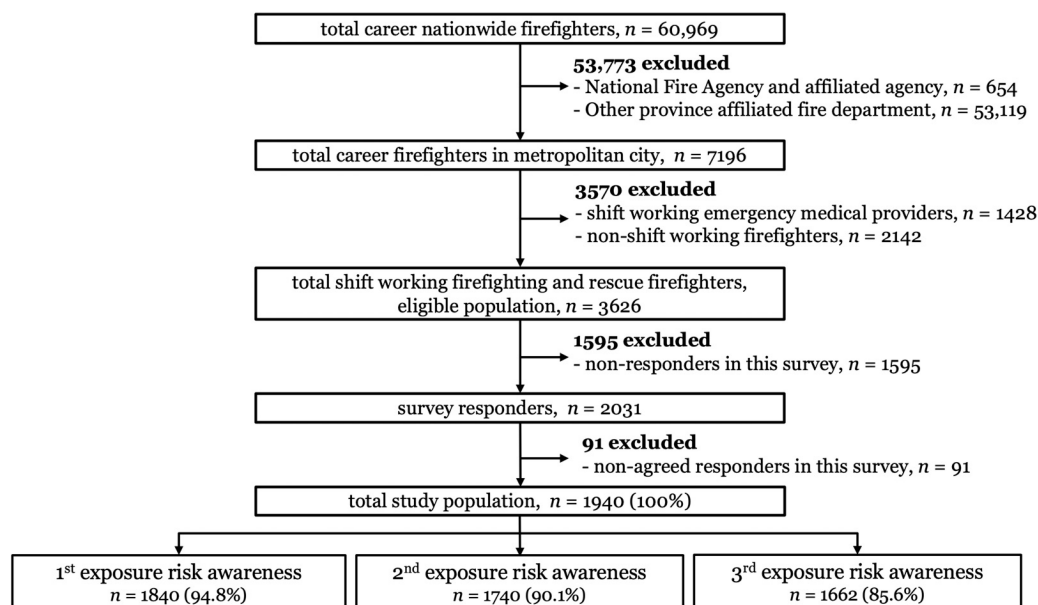 total career nationwide firefighters, n = 60,969
53,773 excluded
- National Fire Agency and affiliated agency, n = 654
- Other province affiliated fire department, n = 53,119
total career firefighters in metropolitan city, n = 7196
3570 excluded
- shift working emergency medical providers, n = 1428
- non-shift working firefighters, n = 2142
total shift working firefighting and rescue firefighters,
eligible population, n = 3626
1595 excluded
- non-responders in this survey, n = 1595
survey responders, n = 2031
91 excluded
- non-agreed responders in this survey, n = 91
total study population, n = 1940 (100%)
1st exposure risk awareness
n = 1840 (94.8%)
2nd exposure risk awareness
n = 1740 (90.1%)
3rd exposure risk awareness
n = 1662 (85.6%)